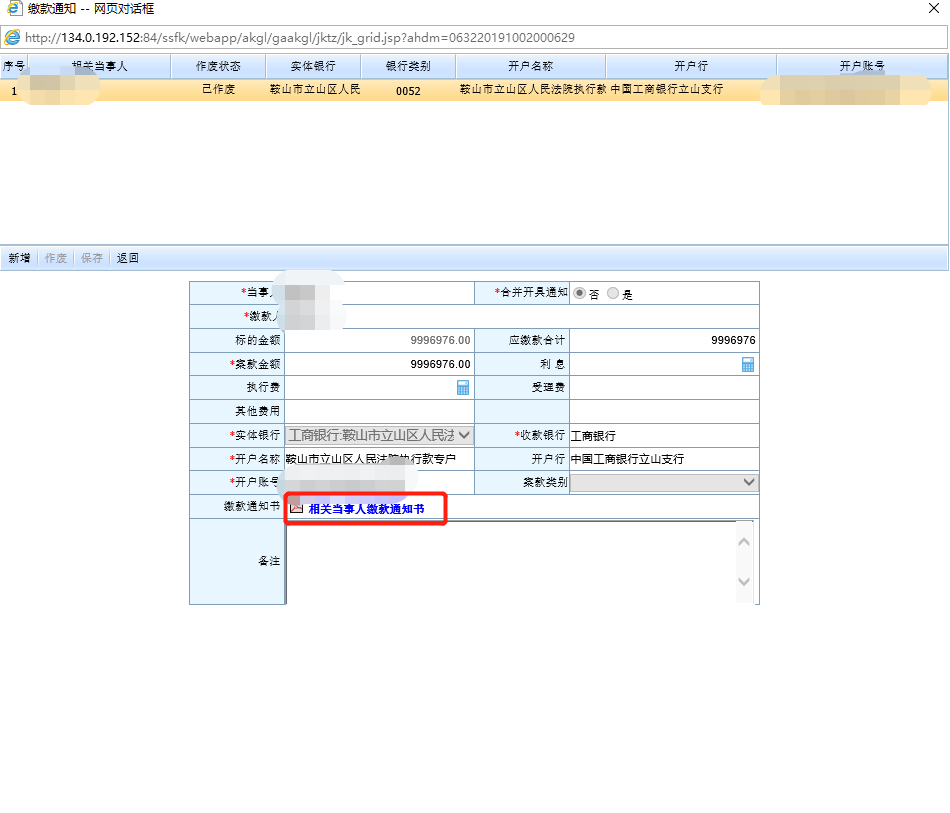 缴款通知 -- 网页对话框
http://134.0.192.152:84/ssfk/webapp/akgl/gaakgl/jktz/jk_grid.jsp?ahdm=063220191002000629
序号 相关当事人 作废状态 实体银行 银行类别 开户名称 开户行 开户账号
1 已作废 鞍山市立山区人民 0052 鞍山市立山区人民法院执行款 中国工商银行立山支行
新增 作废 保存 返回
*当事人 *合并开具通知 否 是
*缴款人
标的金额 9996976.00 应缴款合计 9996976
*案款金额 9996976.00 利息
执行费 受理费
其他费用
*实体银行 工商银行:鞍山市立山区人民法 *收款银行 工商银行
*开户名称 鞍山市立山区人民法院执行款专户 开户行 中国工商银行立山支行
*开户账号 案款类别
缴款通知书 相关当事人缴款通知书
备注